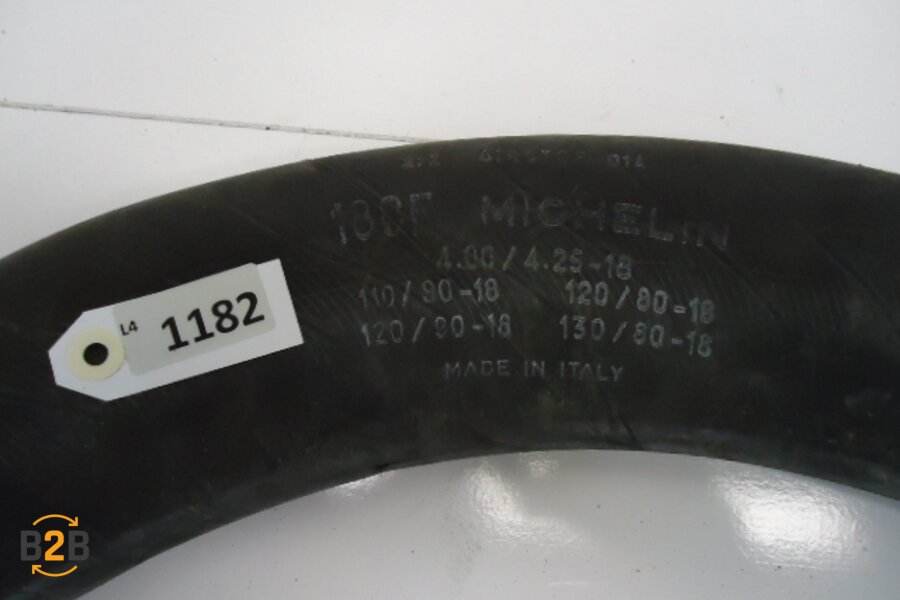 MICHELIN
4.00/4.25-18
110/90-18 120/80-18
120/90-18 130/80-18
MADE IN ITALY
L4 1182
B2B